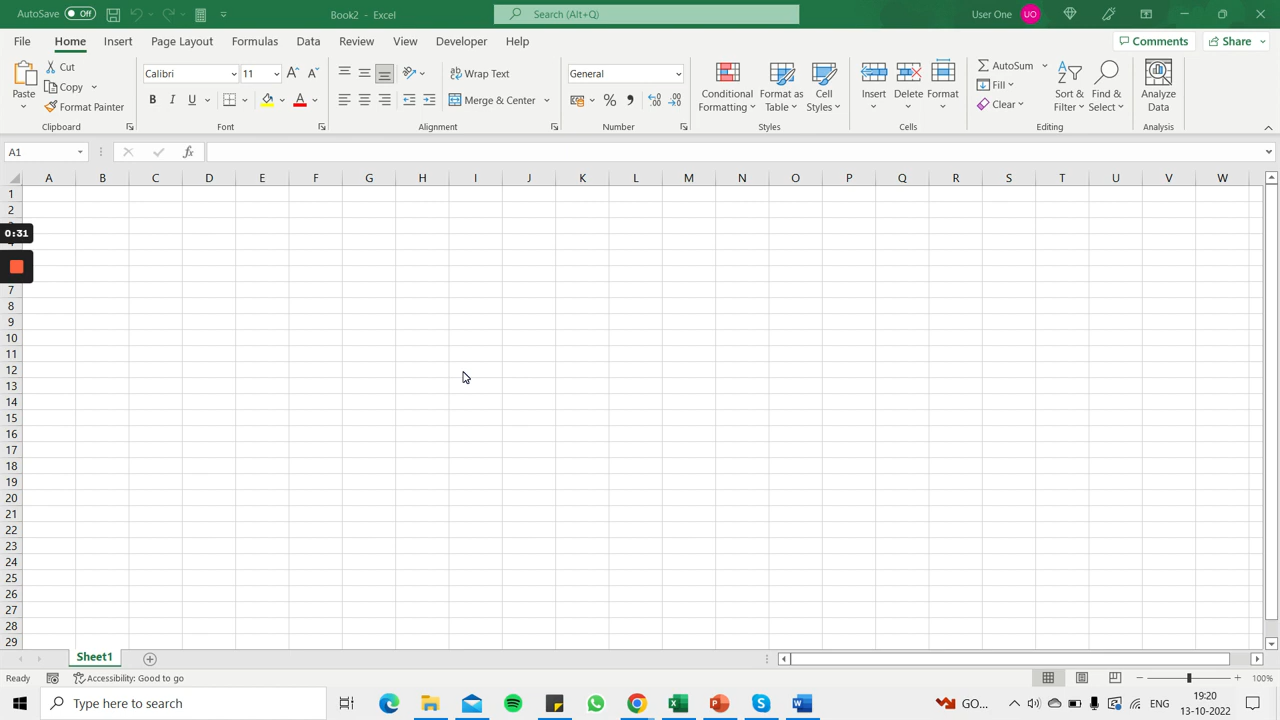 AutoSave Off Book2 - Excel Search (Alt+Q) User One UO
File Home Insert Page Layout Formulas Data Review View Developer Help Comments Share
Paste Cut Copy Format Painter
Calibri 11
B I U A
Wrap Text
Merge & Center
General
% ,
Conditional Formatting
Format as Table
Cell Styles
Insert Delete Format
AutoSum
Fill
Clear
Sort & Filter
Find & Select
Analyze Data
Clipboard Font Alignment Number Styles Cells Editing Analysis
A1 fx
A B C D E F G H I J K L M N O P Q R S T U V W
1
2
0:31
7
8
9
10
11
12
13
14
15
16
17
18
19
20
21
22
23
24
25
26
27
28
29
Sheet1
Ready Accessibility: Good to go 100%
Type here to search GO... ENG 19:20
13-10-2022